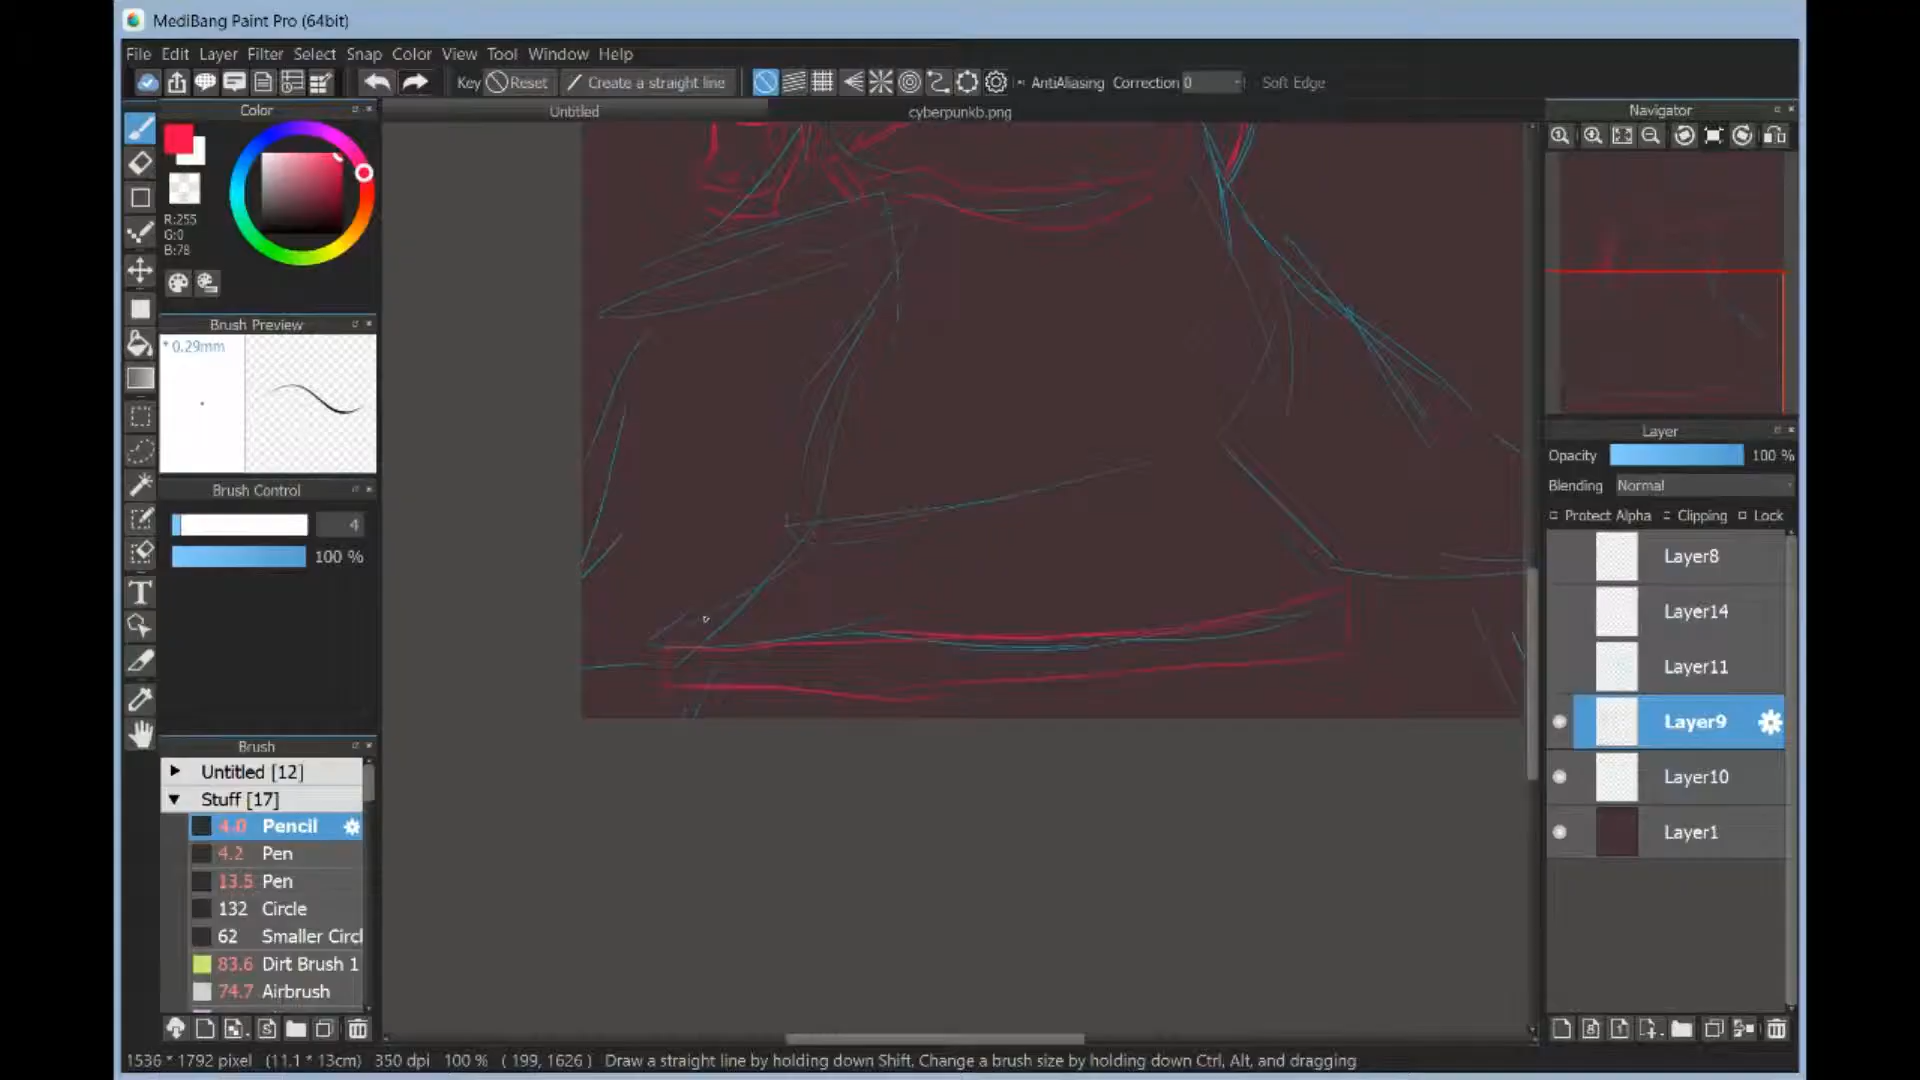 MediBang Paint Pro (64bit)
File Edit Layer Filter Select Snap Color View Tool Window Help
Key Reset Create a straight line AntiAliasing Correction 0 Soft Edge
Color
Untitled
cyberpunkb.png
Navigator
R:255
G:0
B:78
Brush Preview
* 0.29mm
Brush Control
4
100 %
Layer
Opacity 100 %
Blending Normal
Protect Alpha Clipping Lock
Layer8
Layer14
Layer11
Layer9
Layer10
Layer1
Brush
Untitled [12]
Stuff [17]
4.0 Pencil
4.2 Pen
13.5 Pen
132 Circle
62 Smaller Circl
83.6 Dirt Brush 1
74.7 Airbrush
1536 * 1792 pixel (11.1 * 13cm) 350 dpi 100 % ( 199, 1626 ) Draw a straight line by holding down Shift, Change a brush size by holding down Ctrl, Alt, and dragging